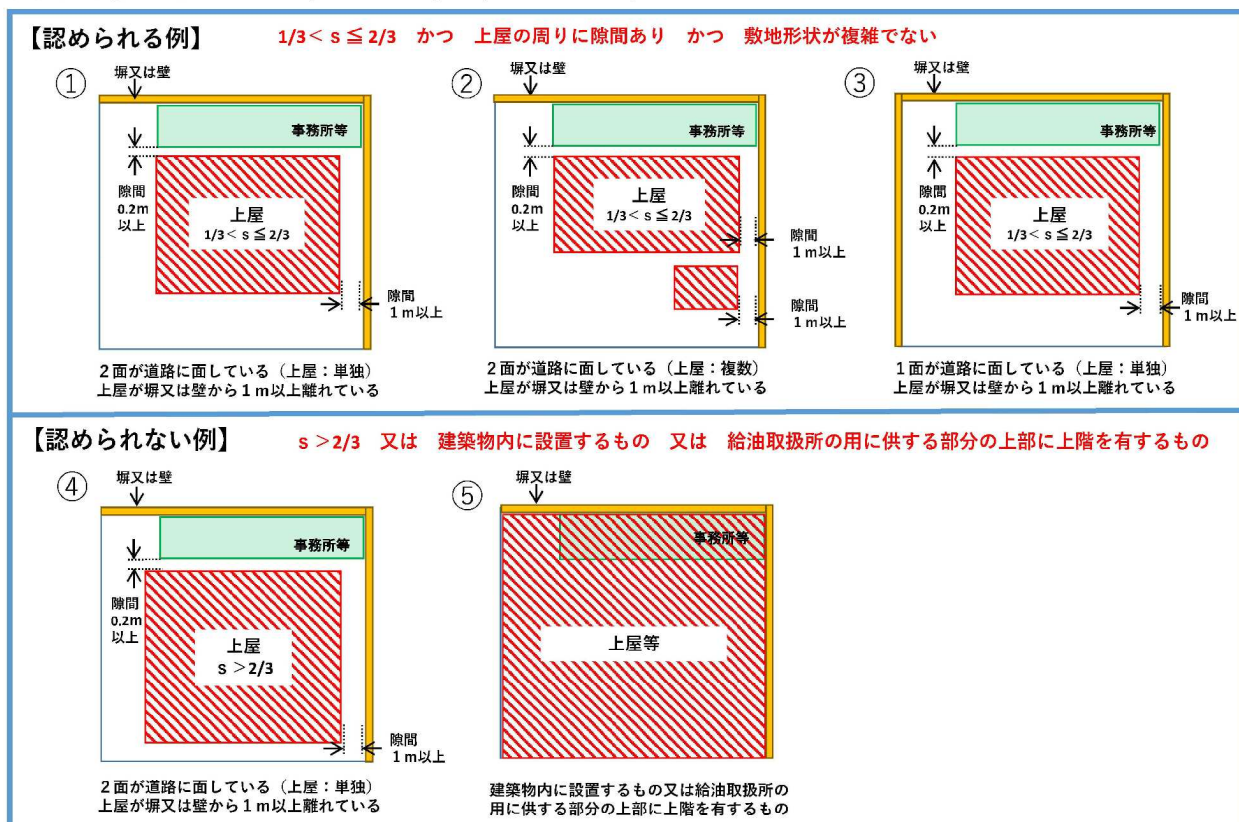 【認められる例】 1/3<s≦2/3 かつ 上屋の周りに隙間あり かつ 敷地形状が複雑でない
①
塀又は壁
事務所等
隙間
0.2m
以上
上屋
1/3<s≦2/3
隙間
1m以上
2面が道路に面している（上屋：単独）
上屋が塀又は壁から1m以上離れている
②
塀又は壁
事務所等
隙間
0.2m
以上
上屋
1/3<s≦2/3
隙間
1m以上
隙間
1m以上
2面が道路に面している（上屋：複数）
上屋が塀又は壁から1m以上離れている
③
塀又は壁
事務所等
隙間
0.2m
以上
上屋
1/3<s≦2/3
隙間
1m以上
1面が道路に面している（上屋：単独）
上屋が塀又は壁から1m以上離れている
【認められない例】 s>2/3 又は 建築物内に設置するもの 又は 給油取扱所の用に供する部分の上部に上階を有するもの
④
塀又は壁
事務所等
隙間
0.2m
以上
上屋
s>2/3
隙間
1m以上
2面が道路に面している（上屋：単独）
上屋が塀又は壁から1m以上離れている
⑤
塀又は壁
事務所等
上屋等
建築物内に設置するもの又は給油取扱所の
用に供する部分の上部に上階を有するもの